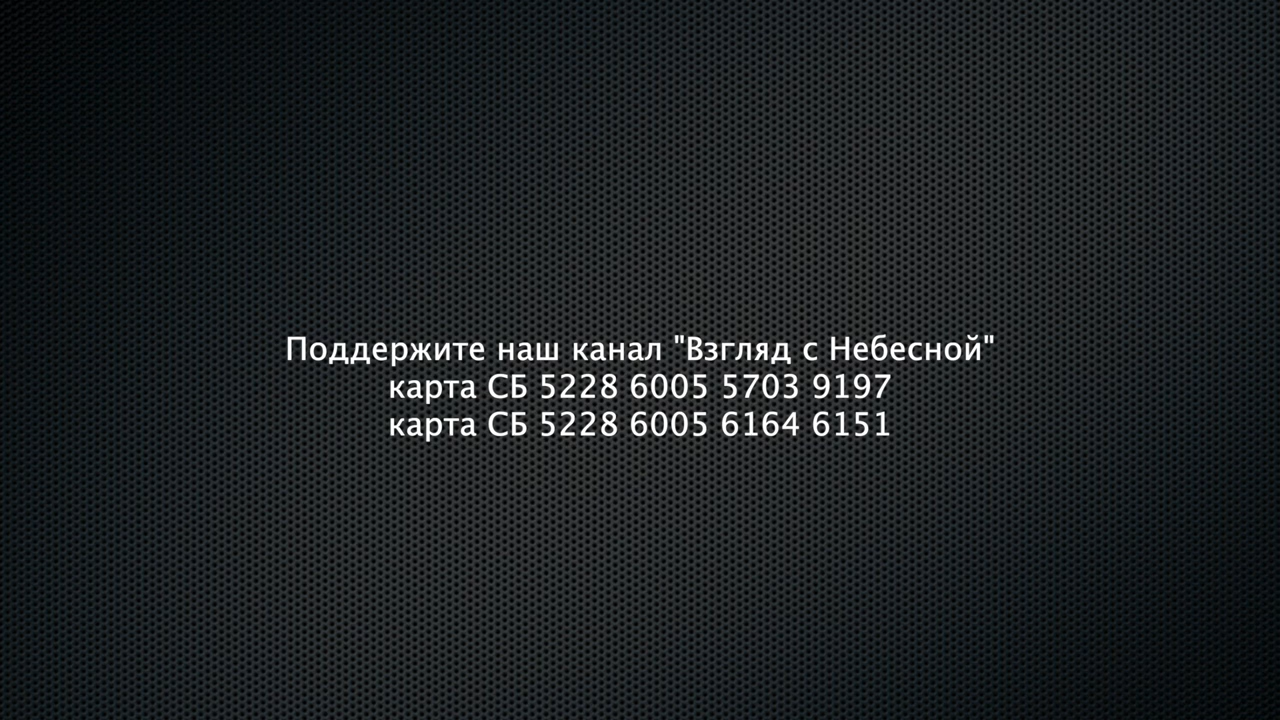 Поддержите наш канал "Взгляд с Небесной"
карта СБ 5228 6005 5703 9197
карта СБ 5228 6005 6164 6151